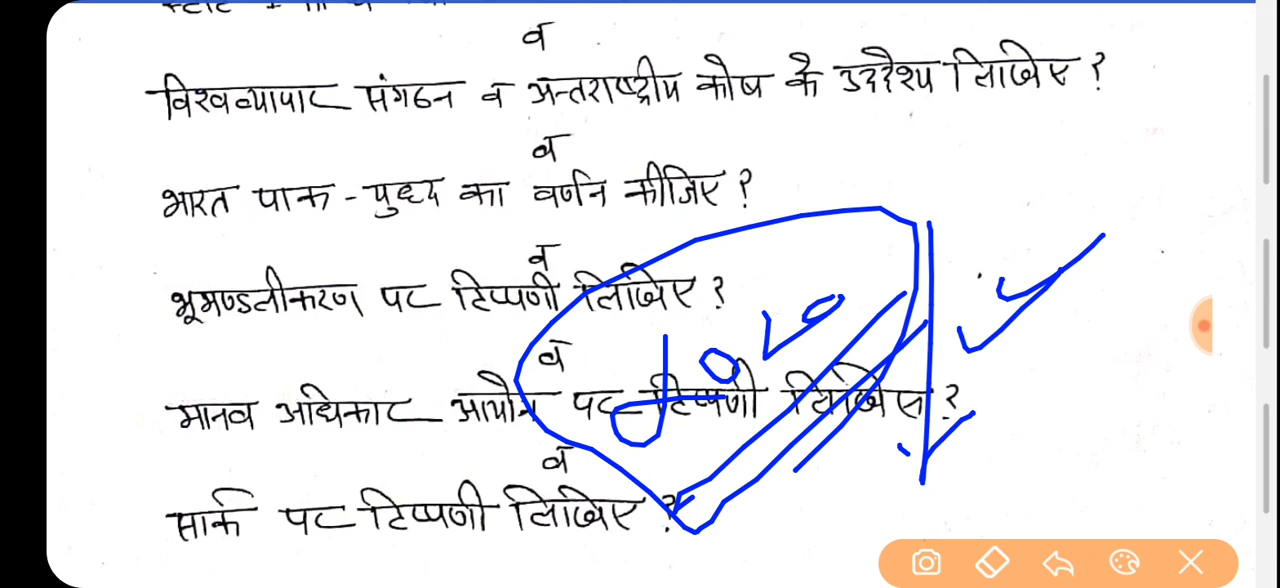 व
विश्वव्यापार संगठन व अन्तराष्ट्रीय कोष के उद्देश्य लिखिए ?
व
भारत पाक - युध्द का वर्णन कीजिए ?
व
भूमण्डलीकरण पर टिप्पणी लिखिए ?
व
मानव अधिकार आयोग पर टिप्पणी लिखिए ?
व
सार्क पर टिप्पणी लिखिए ?